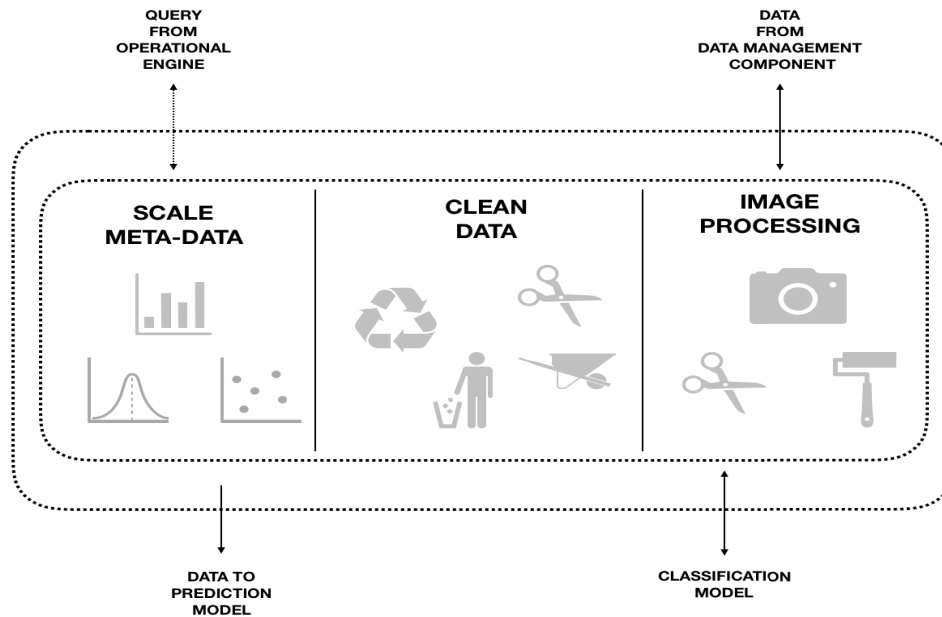 QUERY
FROM
OPERATIONAL
ENGINE
DATA
FROM
DATA MANAGEMENT
COMPONENT
SCALE
META-DATA
CLEAN
DATA
IMAGE
PROCESSING
DATA TO
PREDICTION
MODEL
CLASSIFICATION
MODEL